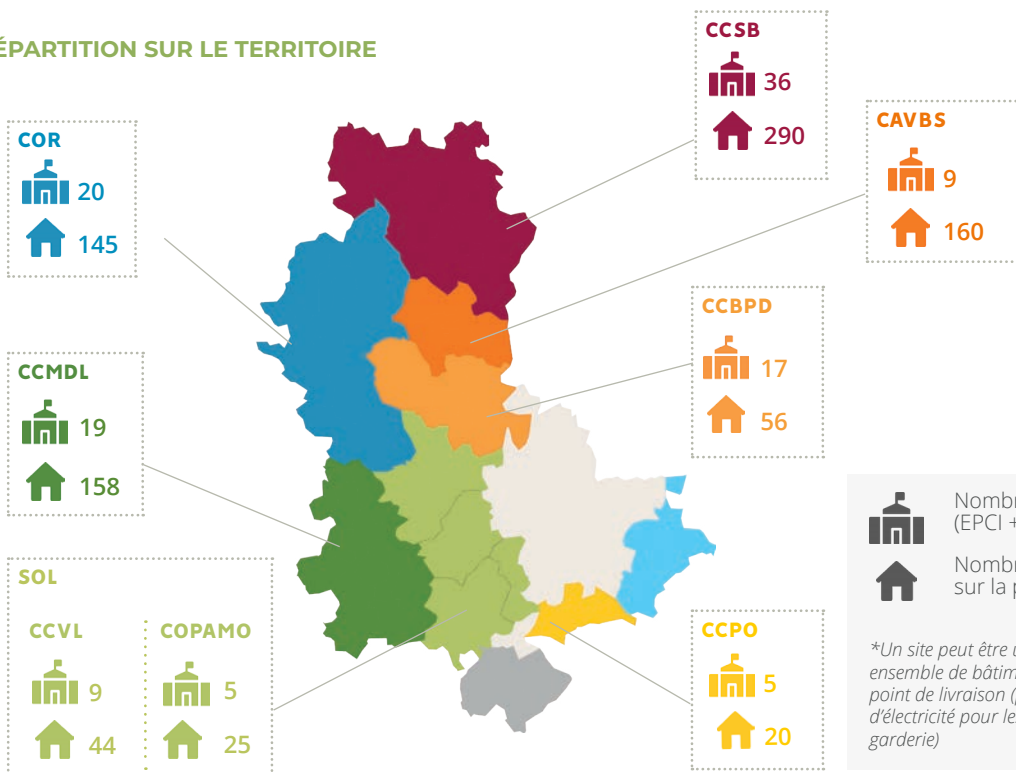 ÉPARTITION SUR LE TERRITOIRE
CCSB
36
290
COR
20
145
CAVBS
9
160
CCBPD
17
56
CCMDL
19
158
SOL
CCVL
9
44
COPAMO
5
25
CCPO
5
20
Nombr
(EPCI +
Nombr
sur la p
*Un site peut être u
ensemble de bâtim
point de livraison (p
d'électricité pour le
garderie)